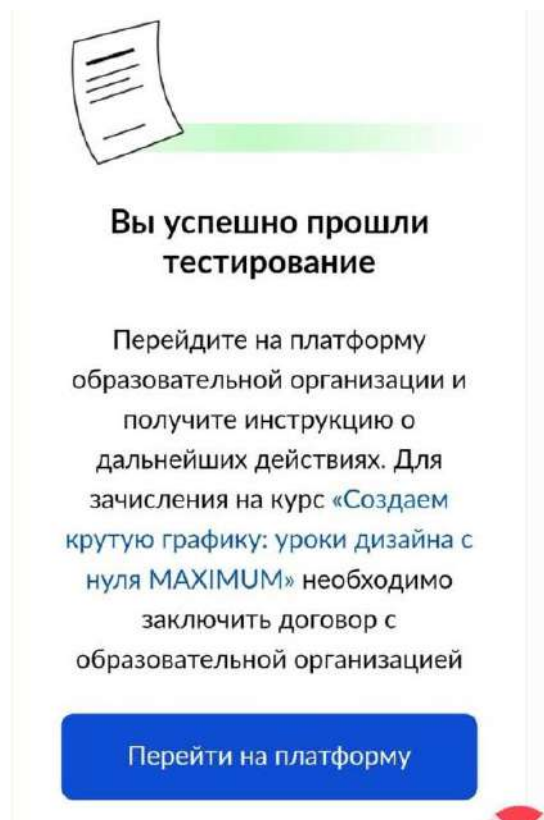 Вы успешно прошли
тестирование
Перейдите на платформу
образовательной организации и
получите инструкцию о
дальнейших действиях. Для
зачисления на курс «Создаем
крутую графику: уроки дизайна с
нуля MAXIMUM» необходимо
заключить договор с
образовательной организацией
Перейти на платформу